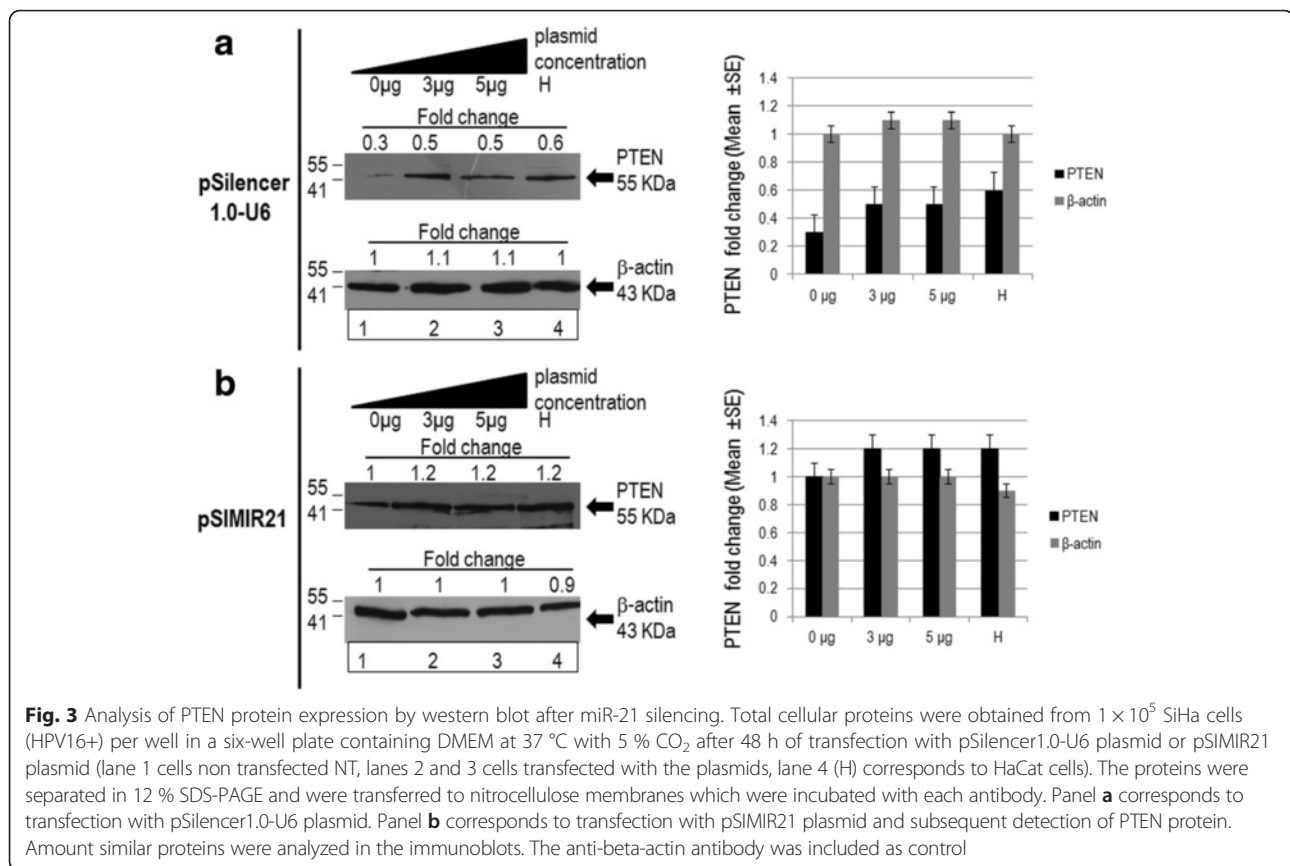 a
plasmid
concentration
0µg 3µg 5µg H
Fold change
0.3 0.5 0.5 0.6
55
41
PTEN
55 KDa
pSilencer
1.0-U6
Fold change
1 1.1 1.1 1
55
41
β-actin
43 KDa
1 2 3 4
PTEN fold change (Mean ±SE)
1.4
1.2
1
0.8
0.6
0.4
0.2
0
0 µg 3 µg 5 µg H
PTEN
β-actin
b
plasmid
concentration
0µg 3µg 5µg H
Fold change
1 1.2 1.2 1.2
55
41
PTEN
55 KDa
pSIMIR21
Fold change
1 1 1 0.9
55
41
β-actin
43 KDa
1 2 3 4
PTEN fold change (Mean ±SE)
1.4
1.2
1
0.8
0.6
0.4
0.2
0
0 µg 3 µg 5 µg H
PTEN
β-actin
Fig. 3 Analysis of PTEN protein expression by western blot after miR-21 silencing. Total cellular proteins were obtained from 1 × 10⁵ SiHa cells
(HPV16+) per well in a six-well plate containing DMEM at 37 °C with 5 % CO₂ after 48 h of transfection with pSilencer1.0-U6 plasmid or pSIMIR21
plasmid (lane 1 cells non transfected NT, lanes 2 and 3 cells transfected with the plasmids, lane 4 (H) corresponds to HaCat cells). The proteins were
separated in 12 % SDS-PAGE and were transferred to nitrocellulose membranes which were incubated with each antibody. Panel a corresponds to
transfection with pSilencer1.0-U6 plasmid. Panel b corresponds to transfection with pSIMIR21 plasmid and subsequent detection of PTEN protein.
Amount similar proteins were analyzed in the immunoblots. The anti-beta-actin antibody was included as control